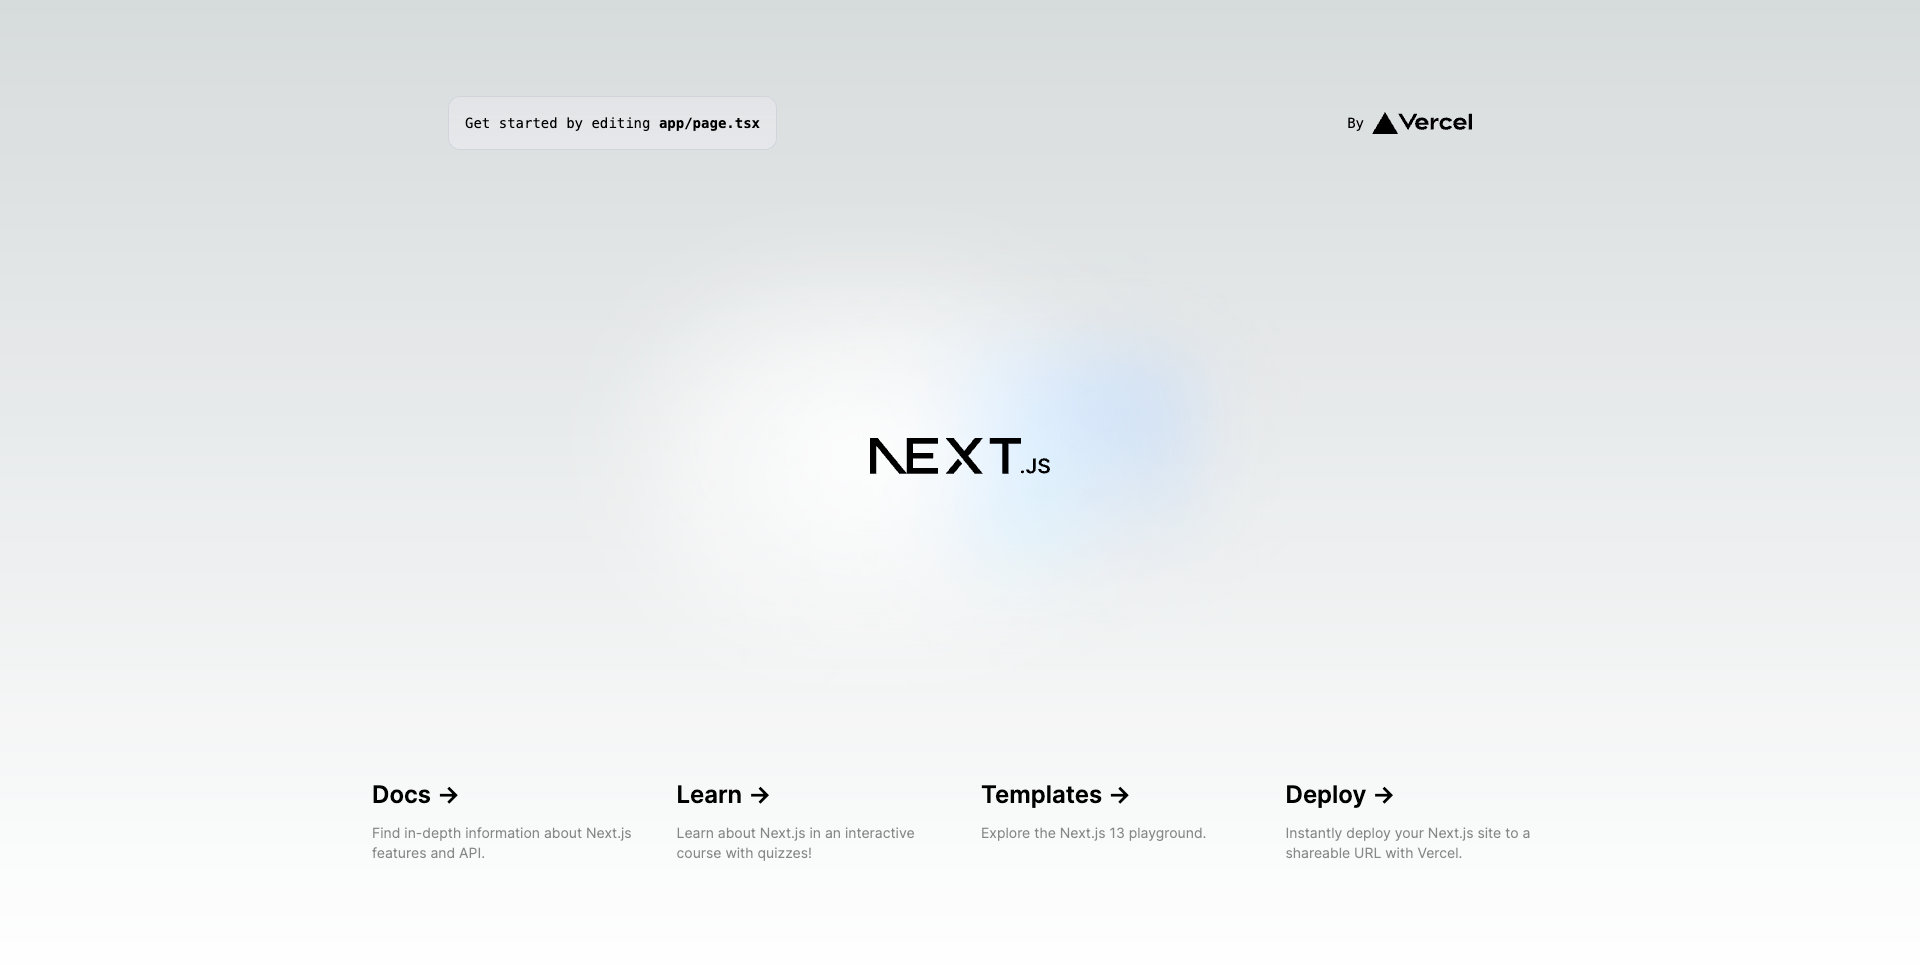 Get started by editing app/page.tsx
By Vercel
NEXT.JS
Docs →
Find in-depth information about Next.js
features and API.
Learn →
Learn about Next.js in an interactive
course with quizzes!
Templates →
Explore the Next.js 13 playground.
Deploy →
Instantly deploy your Next.js site to a
shareable URL with Vercel.